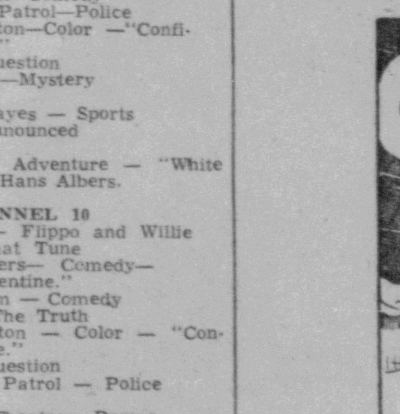 Patrol—Police
ton—Color —"Confi-
"
uestion
—Mystery
ayes — Sports
nnounced
Adventure — "White
Hans Albers.
NNEL 10
— Flippo and Willie
at Tune
ers— Comedy—
entine."
n — Comedy
The Truth
ton — Color — "Con-
e."
uestion
Patrol — Police